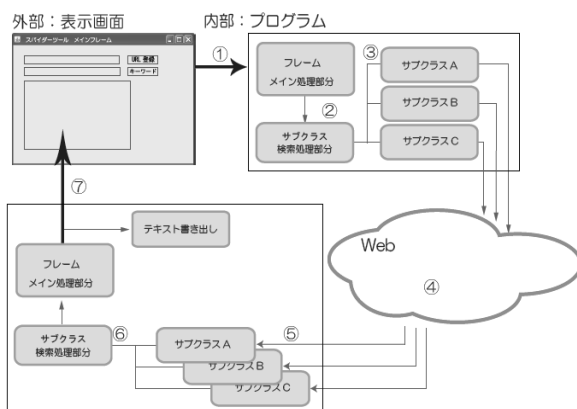 外部：表示画面
内部：プログラム
スパイダーツール メインフレーム
URL 登録
キーワード
①
フレーム
メイン処理部分
②
サブクラス
検索処理部分
③
サブクラスA
サブクラスB
サブクラスC
Web
④
⑦
テキスト書き出し
フレーム
メイン処理部分
サブクラス
検索処理部分
⑥
⑤
サブクラスA
サブクラスB
サブクラスC